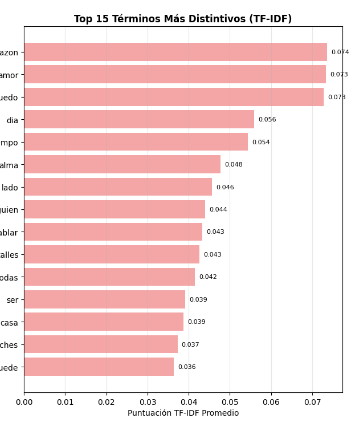 Top 15 Términos Más Distintivos (TF-IDF)
azon 0.074
amor 0.073
uedo 0.073
dia 0.056
mpo 0.054
alma 0.048
lado 0.046
guien 0.044
ablar 0.043
alles 0.043
odas 0.042
ser 0.039
casa 0.039
ches 0.037
uede 0.036
0.00 0.01 0.02 0.03 0.04 0.05 0.06 0.07
Puntuación TF-IDF Promedio